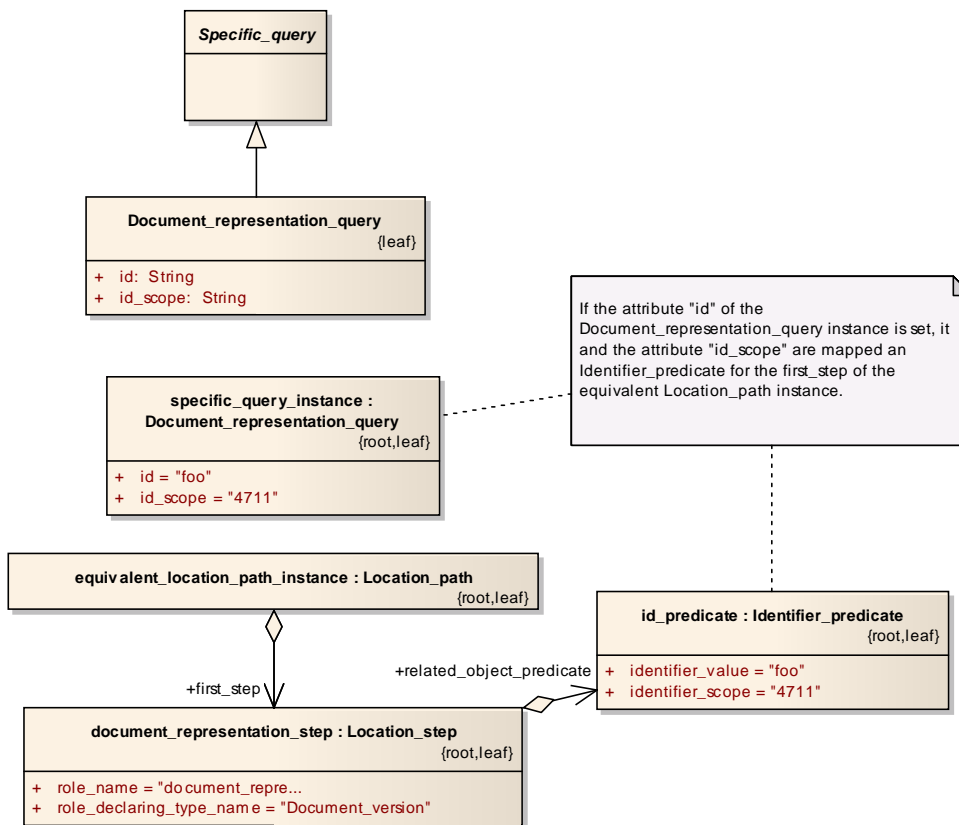 Specific_query
Document_representation_query
{leaf}
+ id: String
+ id_scope: String
If the attribute "id" of the
Document_representation_query instance is set, it
and the attribute "id_scope" are mapped an
Identifier_predicate for the first_step of the
equivalent Location_path instance.
specific_query_instance :
Document_representation_query
{root,leaf}
+ id = "foo"
+ id_scope = "4711"
equivalent_location_path_instance : Location_path
{root,leaf}
id_predicate : Identifier_predicate
{root,leaf}
+ identifier_value = "foo"
+ identifier_scope = "4711"
+related_object_predicate
+first_step
document_representation_step : Location_step
{root,leaf}
+ role_name = "document_repre...
+ role_declaring_type_name = "Document_version"